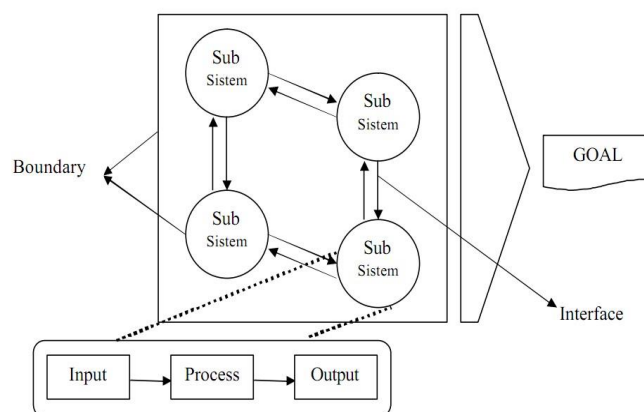 Sub
Sistem
Sub
Sistem
GOAL
Boundary
Sub
Sistem
Sub
Sistem
Interface
Input
Process
Output